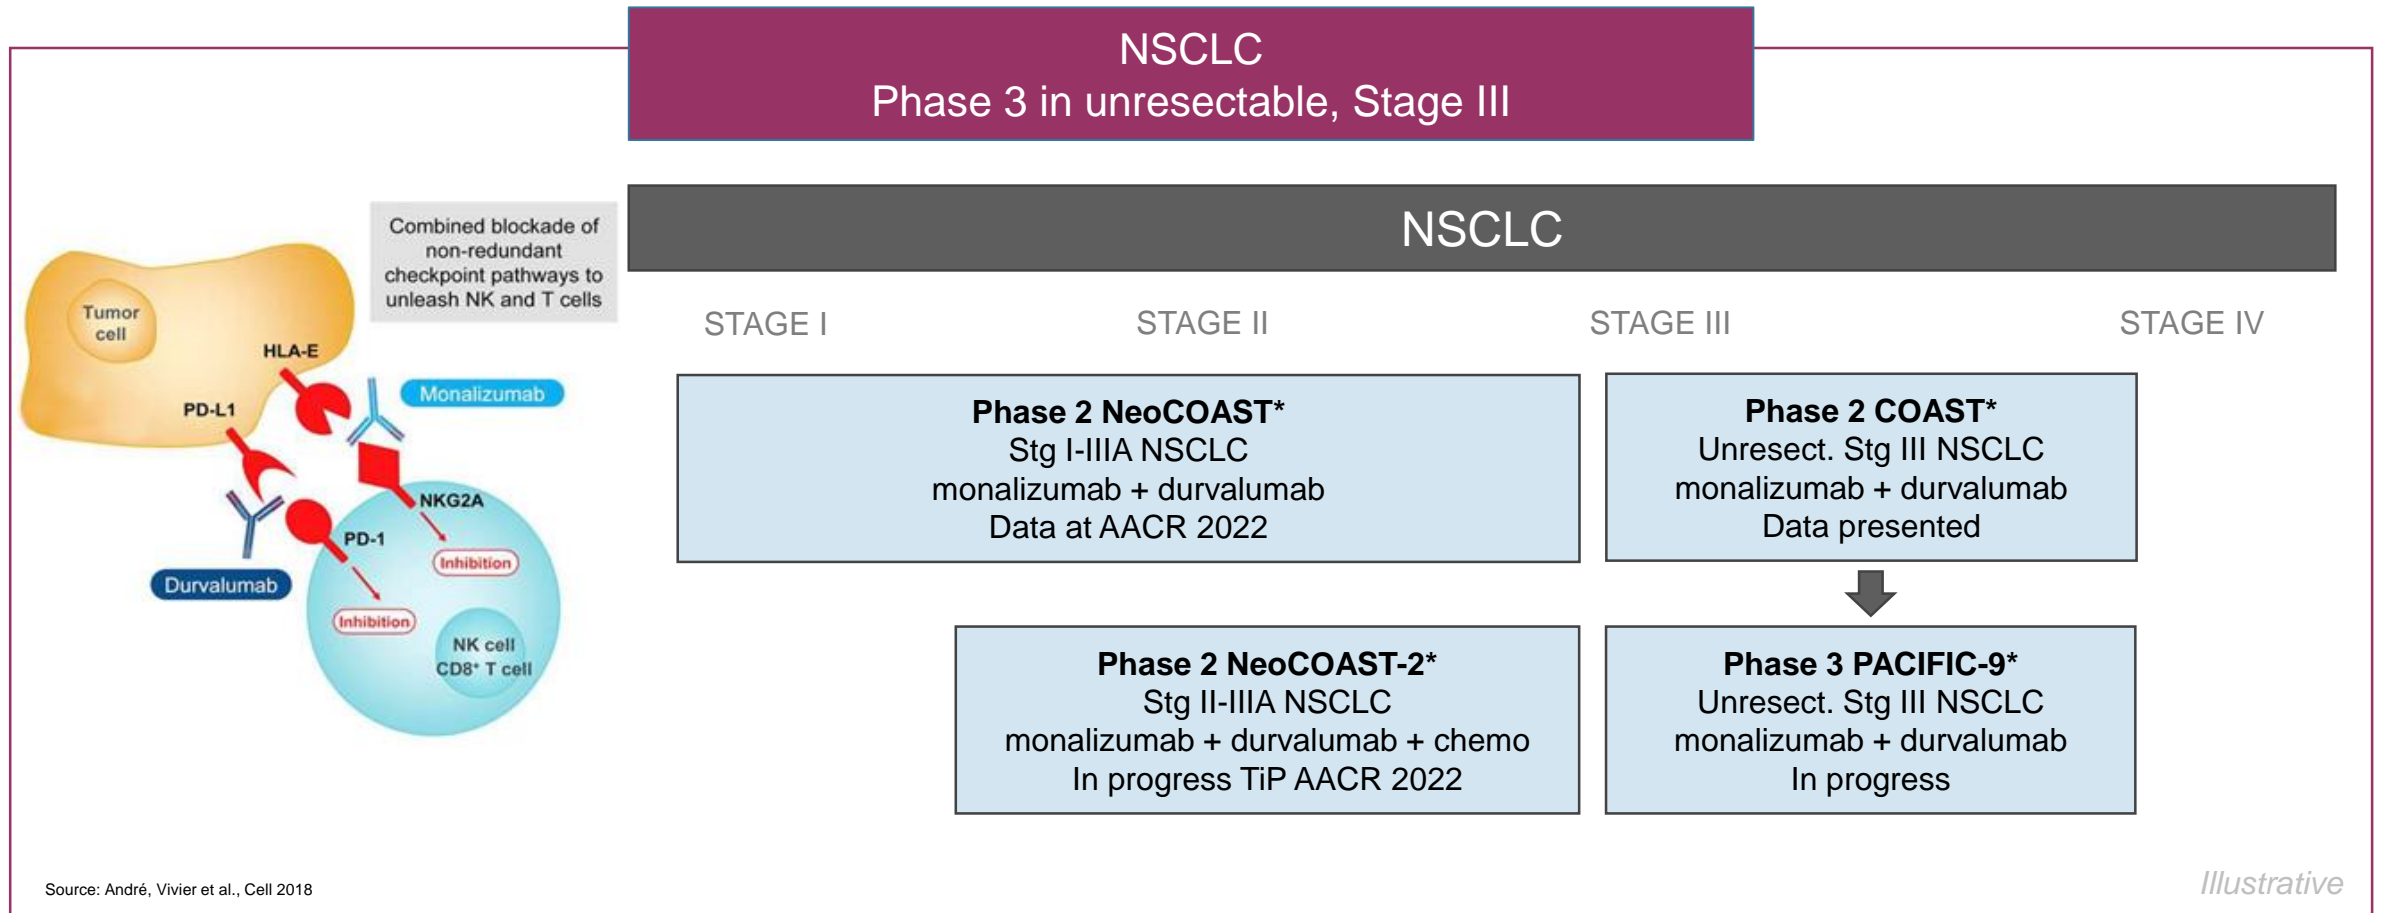 NSCLC
Phase 3 in unresectable, Stage III
Combined blockade of
non-redundant
checkpoint pathways to
unleash NK and T cells
Tumor
cell
HLA-E
Monalizumab
PD-L1
NKG2A
PD-1
Inhibition
Durvalumab
Inhibition
NK cell
CD8⁺ T cell
NSCLC
STAGE I
STAGE II
STAGE III
STAGE IV
Phase 2 NeoCOAST*
Stg I-IIIA NSCLC
monalizumab + durvalumab
Data at AACR 2022
Phase 2 COAST*
Unresect. Stg III NSCLC
monalizumab + durvalumab
Data presented
Phase 2 NeoCOAST-2*
Stg II-IIIA NSCLC
monalizumab + durvalumab + chemo
In progress TiP AACR 2022
Phase 3 PACIFIC-9*
Unresect. Stg III NSCLC
monalizumab + durvalumab
In progress
Source: André, Vivier et al., Cell 2018
Illustrative